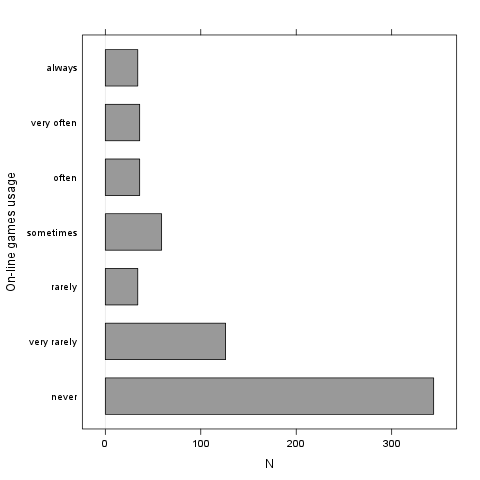 On-line games usage
always
very often
often
sometimes
rarely
very rarely
never
0 100 200 300
N